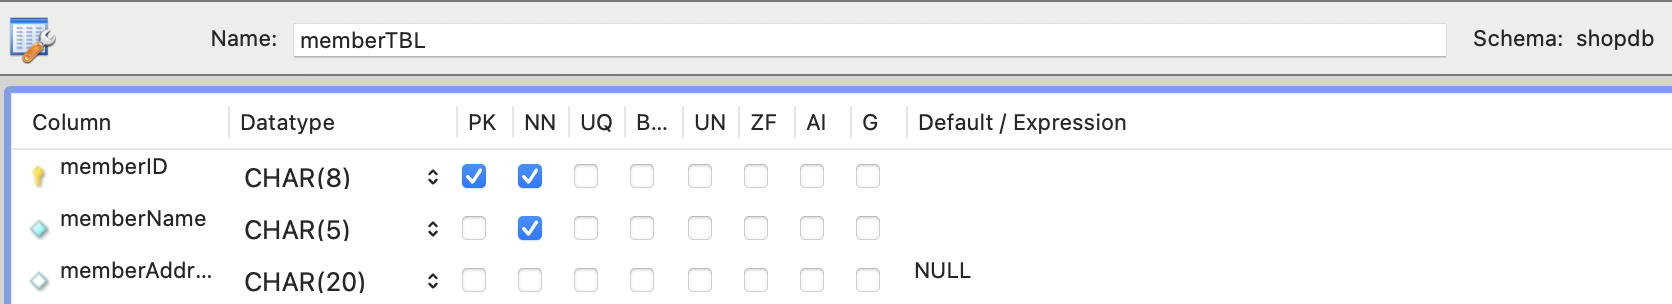 Name: memberTBL Schema: shopdb
Column Datatype PK NN UQ B... UN ZF AI G Default / Expression
memberID CHAR(8)
memberName CHAR(5)
memberAddr... CHAR(20) NULL